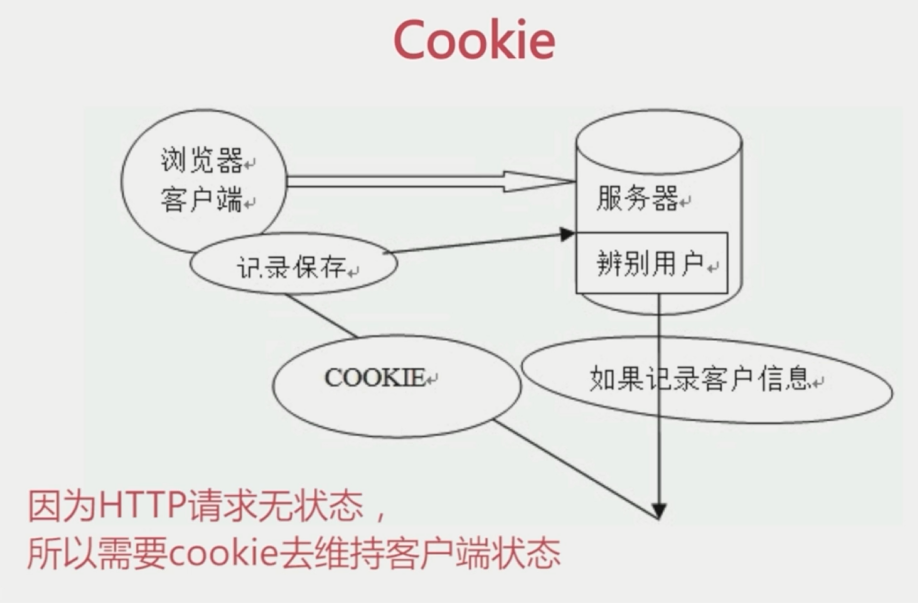 Cookie
浏览器
客户端
服务器
记录保存
辨别用户
COOKIE
如果记录客户信息
因为HTTP请求无状态，
所以需要cookie去维持客户端状态